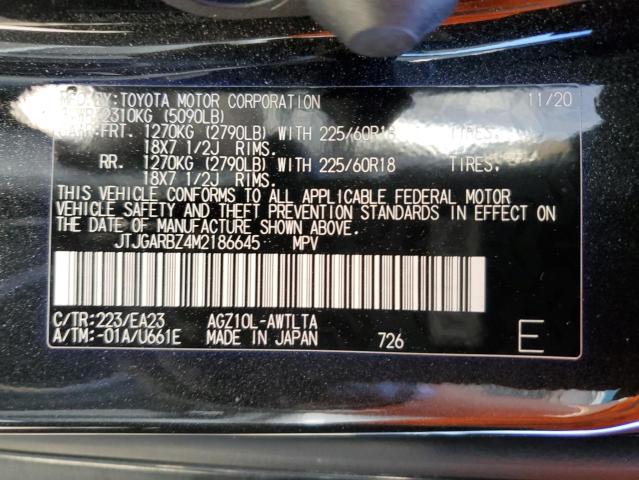 MFD. BY: TOYOTA MOTOR CORPORATION 11/20
2310KG (5090LB)
FRT. 1270KG (2790LB) WITH 225/60R18 TIRES.
18X7 1/2J RIMS.
RR. 1270KG (2790LB) WITH 225/60R18 TIRES.
18X7 1/2J RIMS.
THIS VEHICLE CONFORMS TO ALL APPLICABLE FEDERAL MOTOR
VEHICLE SAFETY AND THEFT PREVENTION STANDARDS IN EFFECT ON
THE DATE OF MANUFACTURE SHOWN ABOVE.
JTJGARBZ4M2186645 MPV
C/TR:223/EA23 AGZ10L-AWTLTA
A/TM:-01A/U661E MADE IN JAPAN 726 E